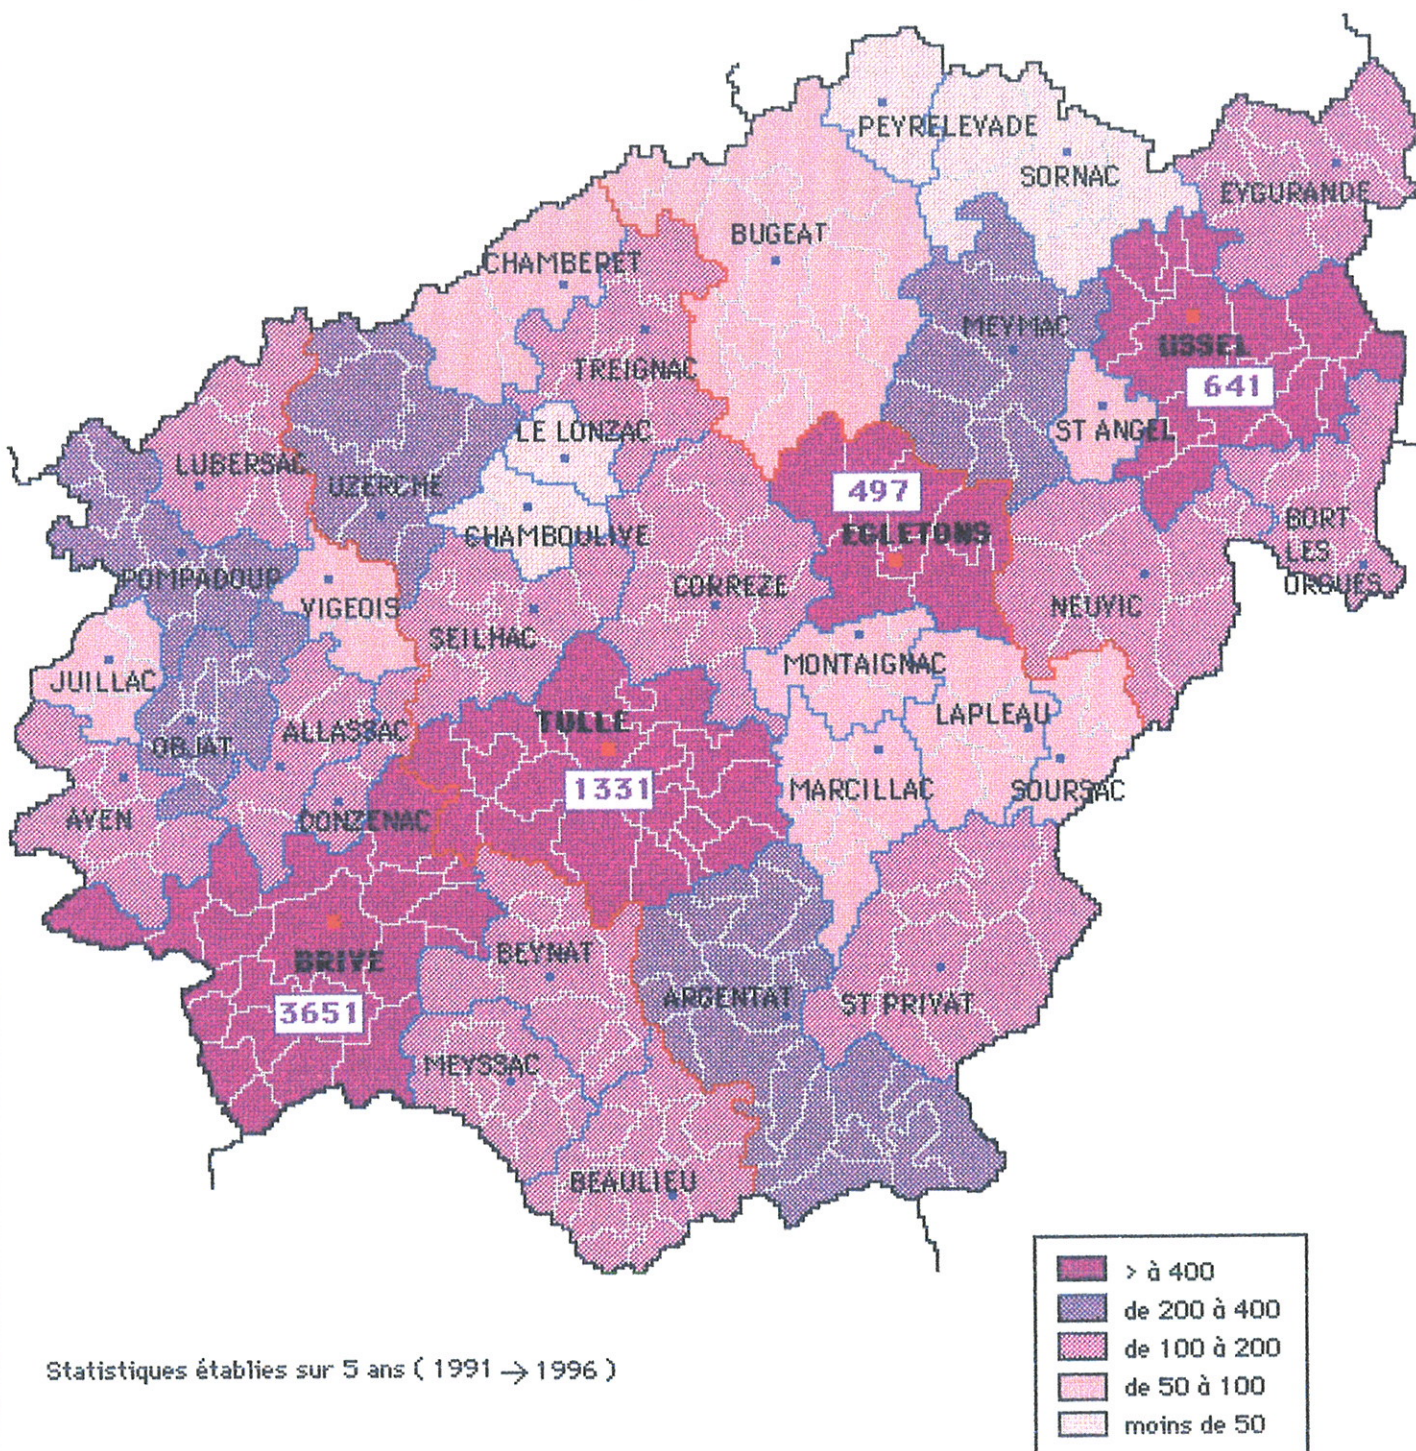 PEYRELEVADE
SORNAC
EYGURANDE
BUGEAT
CHAMBERET
MEYMAC
USSEL
641
TREIGNAC
ST ANGEL
LE LONZAC
LUBERSAC
UZERCHE
497
EGLETONS
BORT
LES
ORGUES
CHAMBOULIVE
POMPADOUR
VIGEOIS
CORREZE
NEUVIC
SEILHAC
JUILLAC
MONTAIGNAC
LAPLEAU
TULLE
ALLASSAC
OBJAT
1331
MARCILLAC
SOURSAC
AYEN
DONZENAC
BRIVE
3651
BEYNAT
ARGENTAT
ST PRIVAT
MEYSSAC
BEAULIEU
> à 400
de 200 à 400
de 100 à 200
de 50 à 100
moins de 50
Statistiques établies sur 5 ans ( 1991 → 1996 )